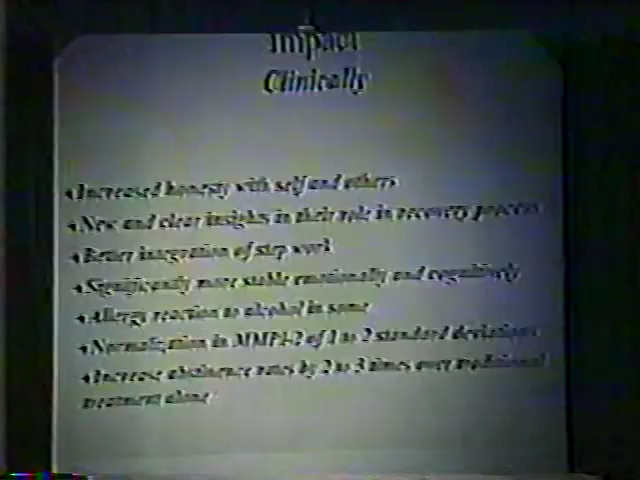 Impact
Clinically
Increased honesty with self and others
New and clear insights in their role in recovery process
Better integration of step work
Significantly more stable emotionally and cognitively
Allergy reaction to alcohol in some
Normalization in MMPI-2 of 1 to 2 standard deviations
Increase abstinence rates by 2 to 3 times over traditional
treatment alone